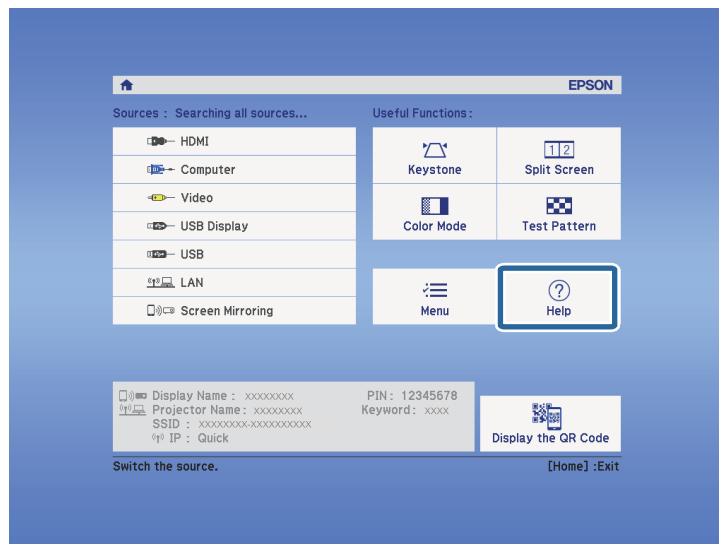 EPSON
Sources : Searching all sources...
HDMI
Computer
Video
USB Display
USB
LAN
Screen Mirroring
Useful Functions:
Keystone
1 2
Split Screen
Color Mode
Test Pattern
Menu
?
Help
Display Name : xxxxxxxx
Projector Name: xxxxxxxx
SSID : xxxxxxxx-xxxxxxxxxx
IP : Quick
PIN: 12345678
Keyword: xxxx
Display the QR Code
Switch the source.
[Home] :Exit